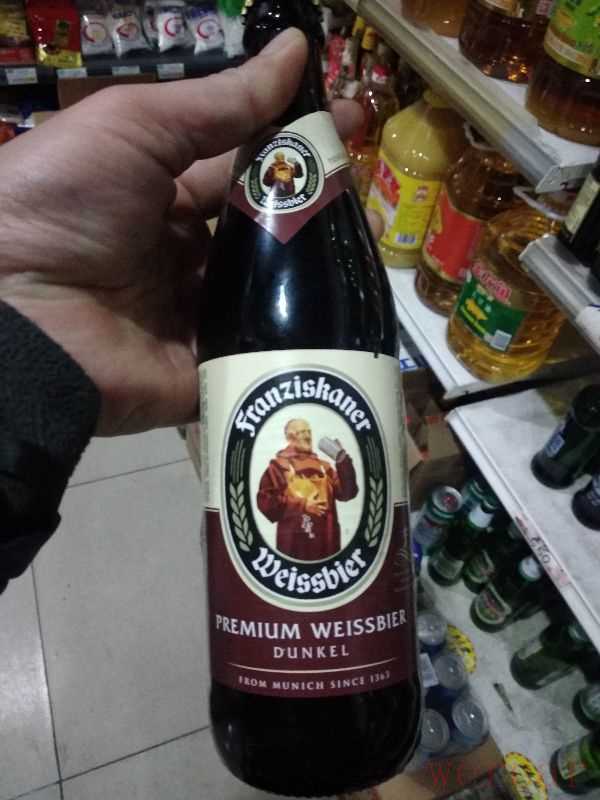 Franziskaner
Weissbier
Franziskaner
Weissbier
PREMIUM WEISSBIER
DUNKEL
FROM MUNICH SINCE 1363